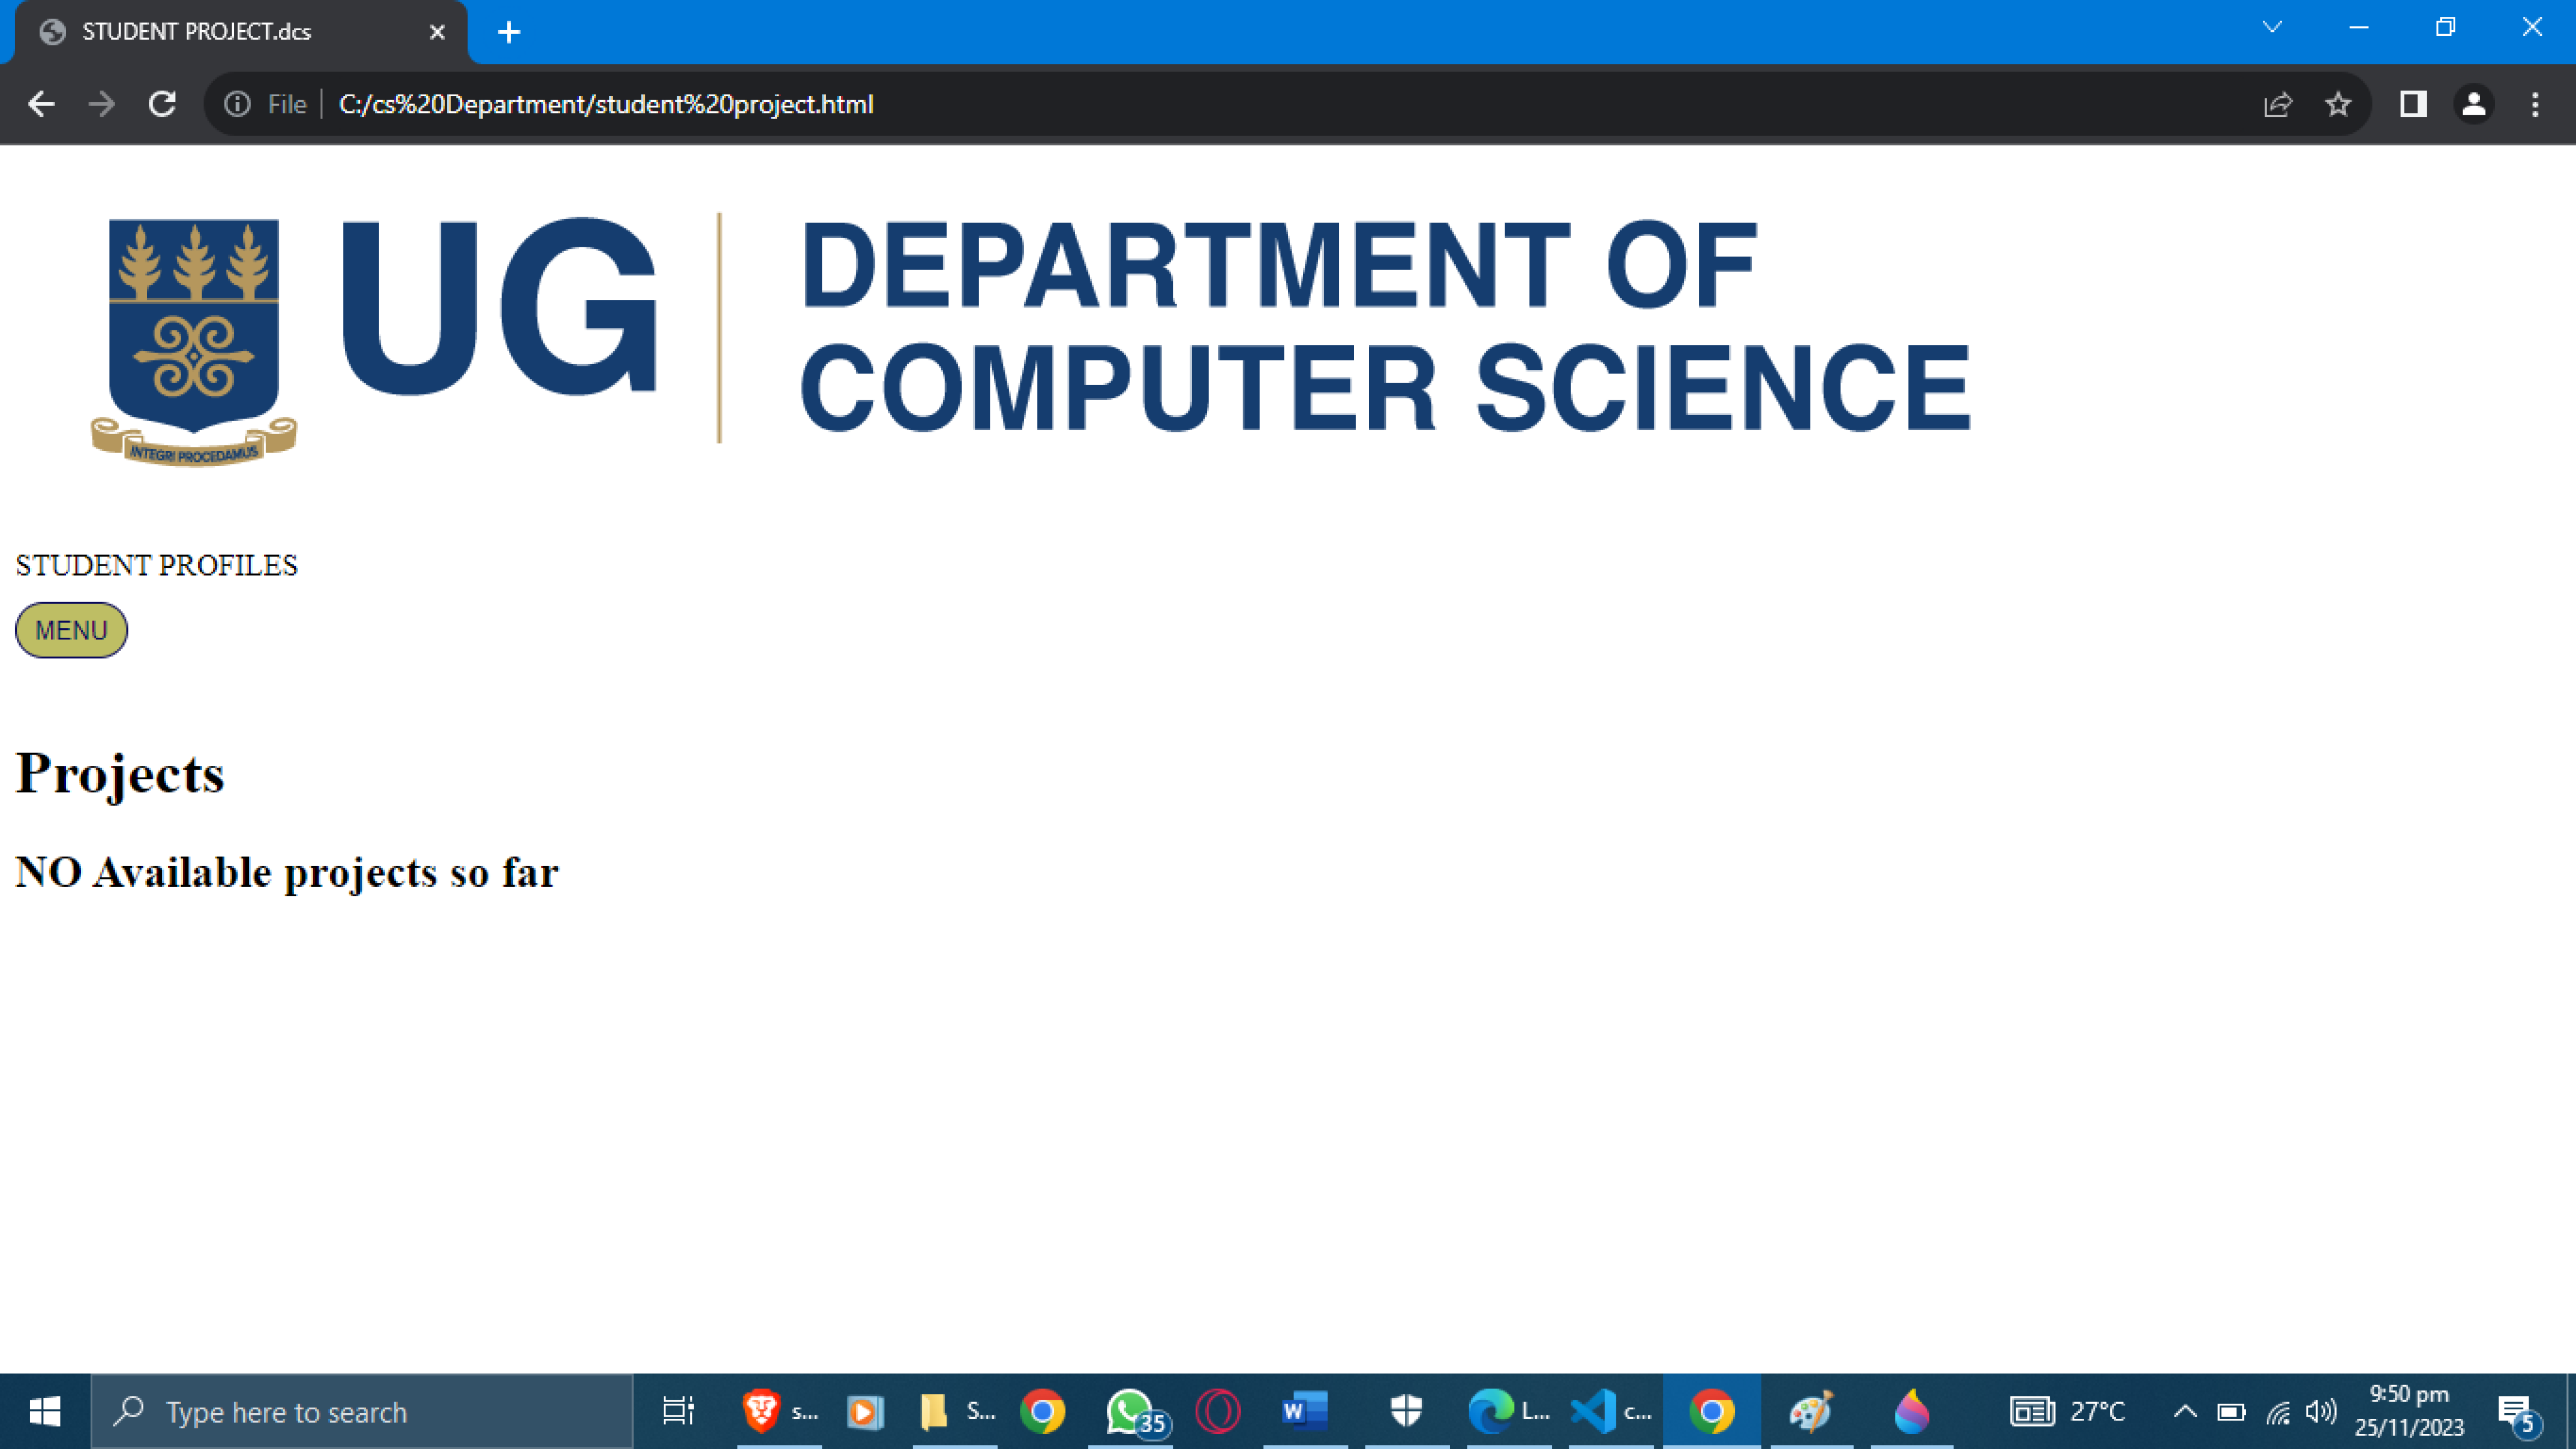 STUDENT PROJECT.dcs
File
C:/cs%20Department/student%20project.html
UG
DEPARTMENT OF
COMPUTER SCIENCE
INTEGRI PROCEDAMUS
STUDENT PROFILES
MENU
Projects
NO Available projects so far
Type here to search
s...
S...
35
W
L...
c...
27°C
9:50 pm
25/11/2023
5